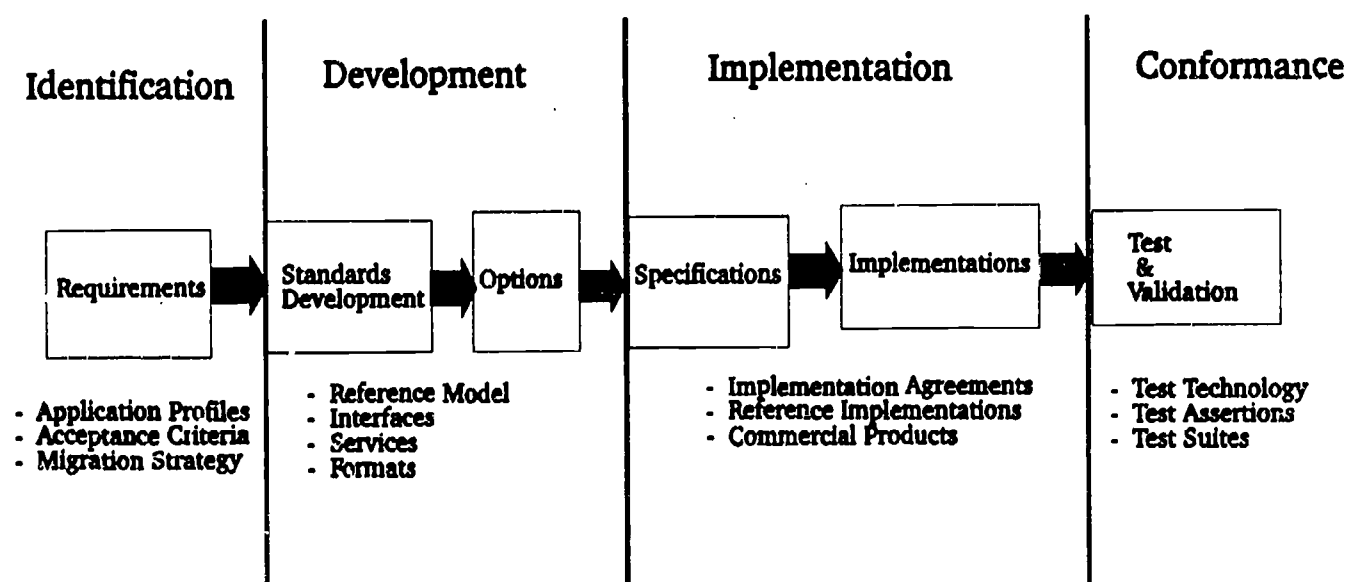 Identification
Development
Implementation
Conformance
Requirements
Standards
Development
Options
Specifications
Implementations
Test
&
Validation
- Application Profiles
- Acceptance Criteria
- Migration Strategy
- Reference Model
- Interfaces
- Services
- Formats
- Implementation Agreements
- Reference Implementations
- Commercial Products
- Test Technology
- Test Assertions
- Test Suites